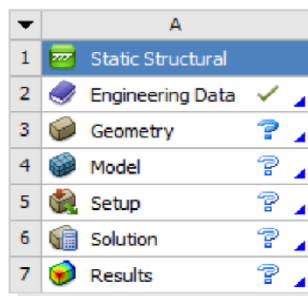 A
1 Static Structural
2 Engineering Data
3 Geometry
4 Model
5 Setup
6 Solution
7 Results